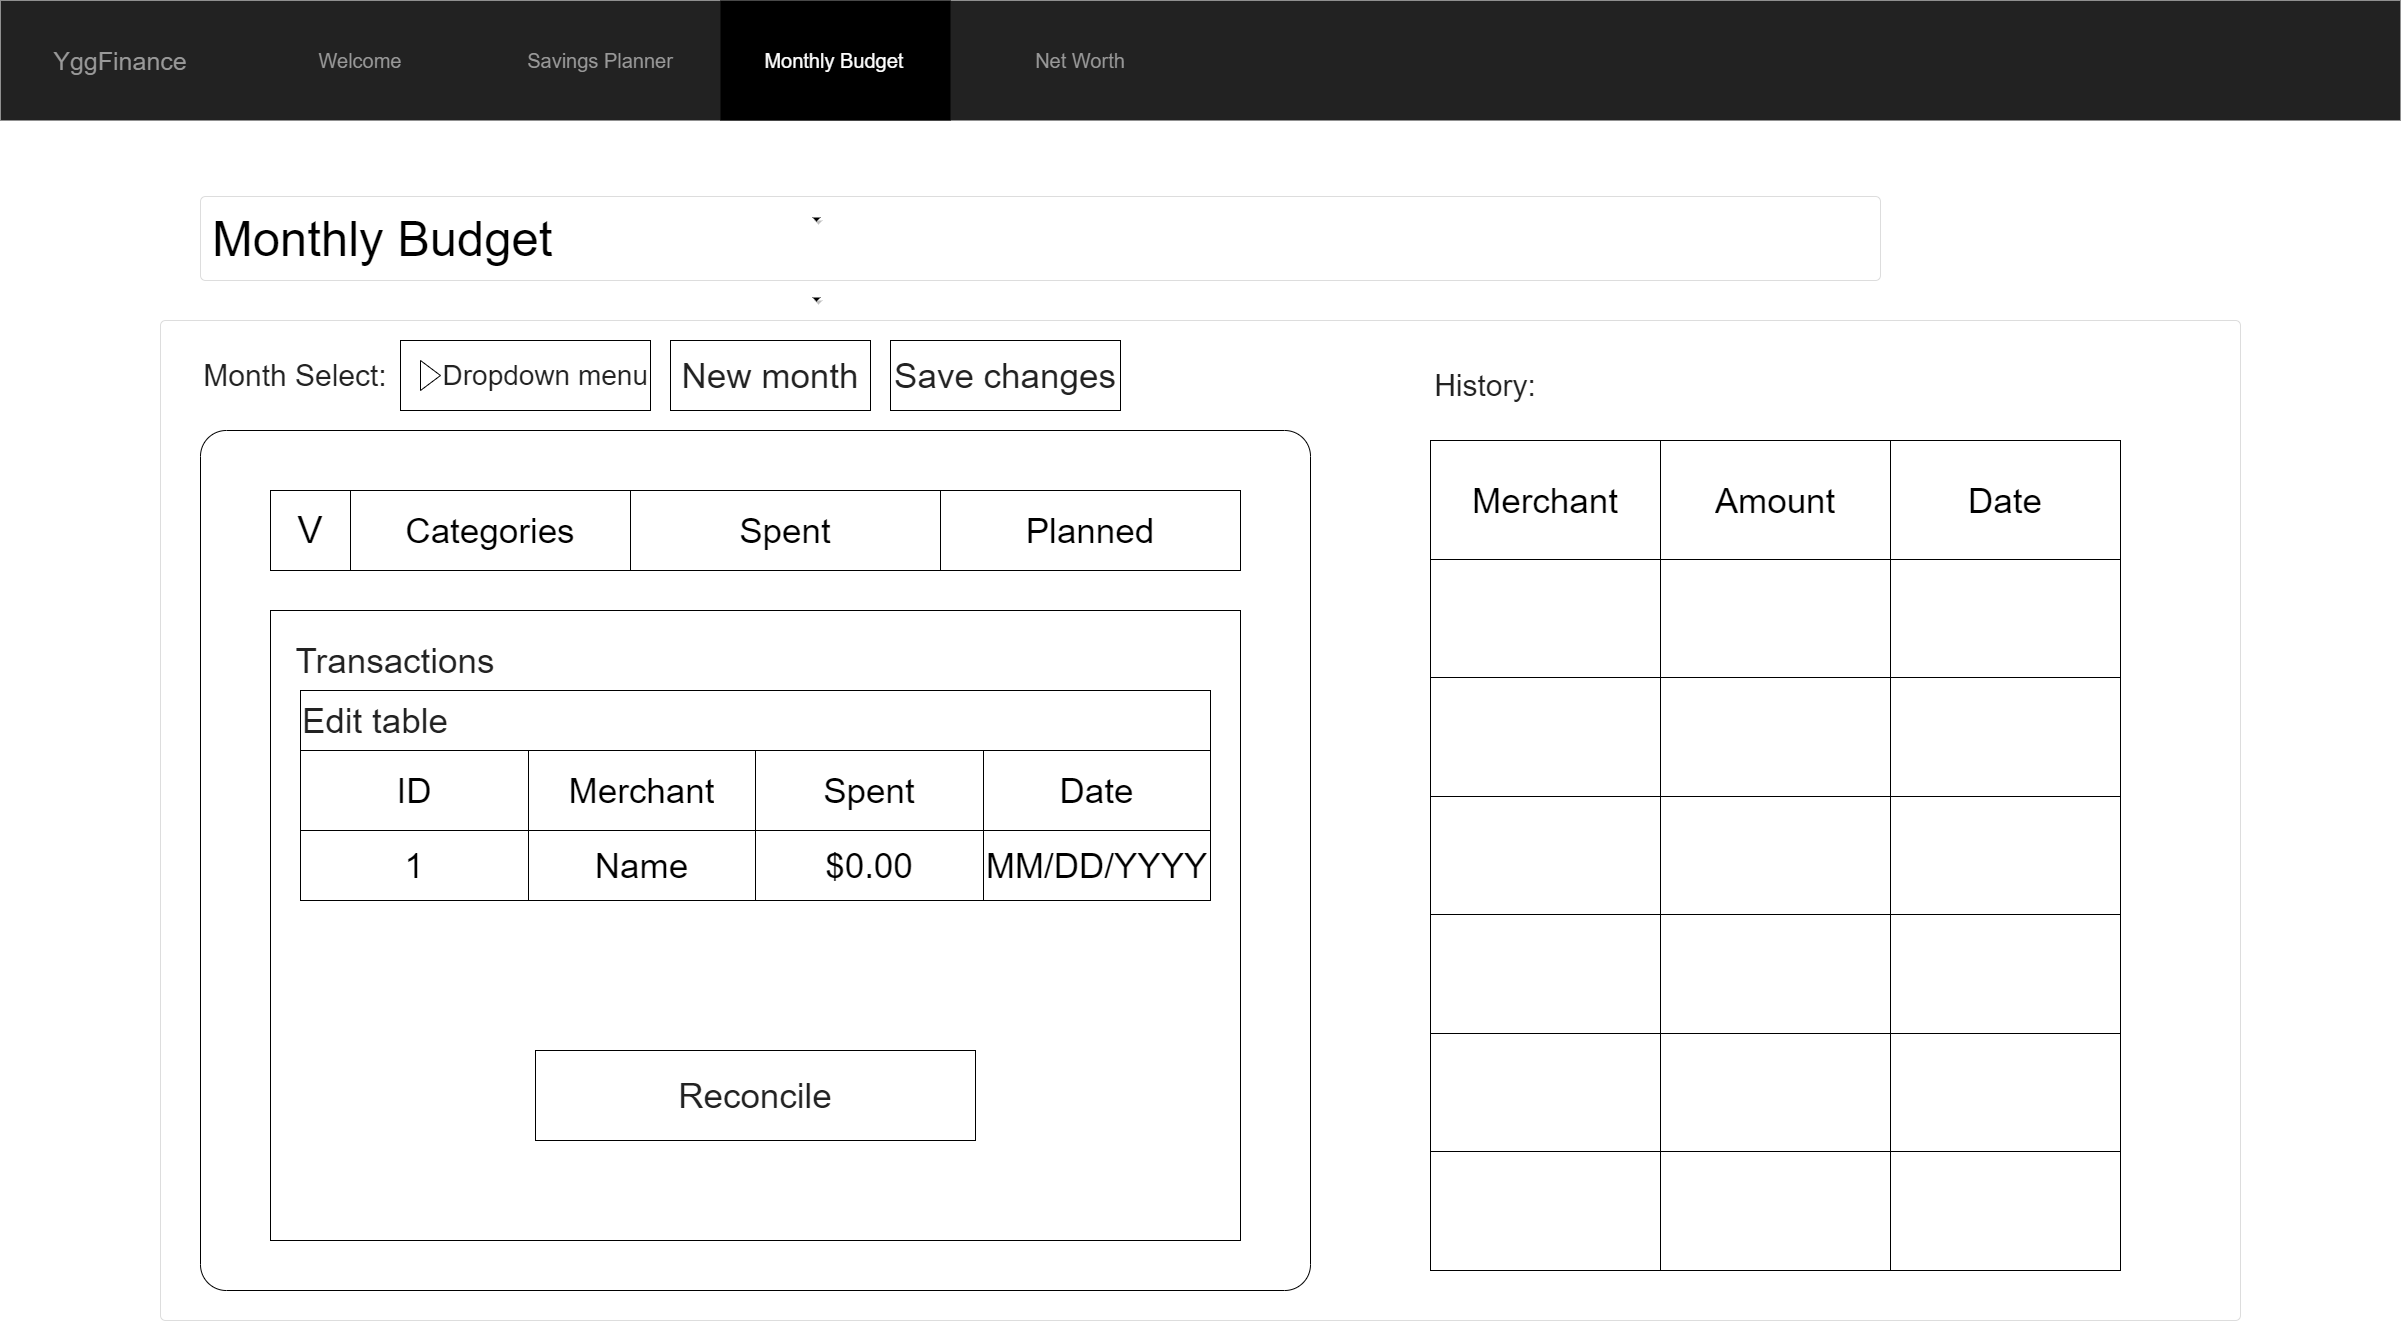 YggFinance Welcome Savings Planner Monthly Budget Net Worth
Monthly Budget
Month Select: Dropdown menu New month Save changes
V Categories Spent Planned
Transactions
Edit table
ID Merchant Spent Date
1 Name $0.00 MM/DD/YYYY
Reconcile
History:
Merchant Amount Date